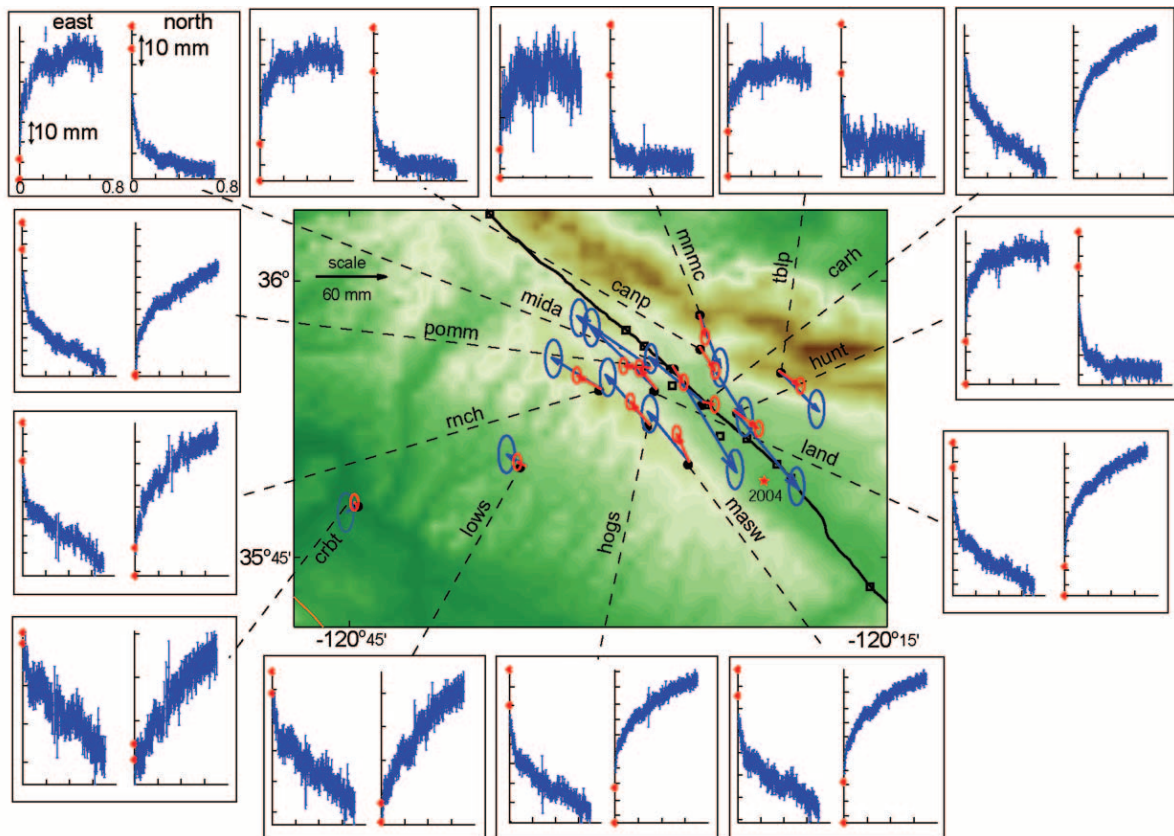 east north
10 mm
10 mm
0 0.8
0 0.8
36°
scale
60 mm
mida
canp
mnmc
tblp
carh
pomm
hunt
rnch
land
2004
lows
hogs
masw
crbt
35°45'
-120°45' -120°15'